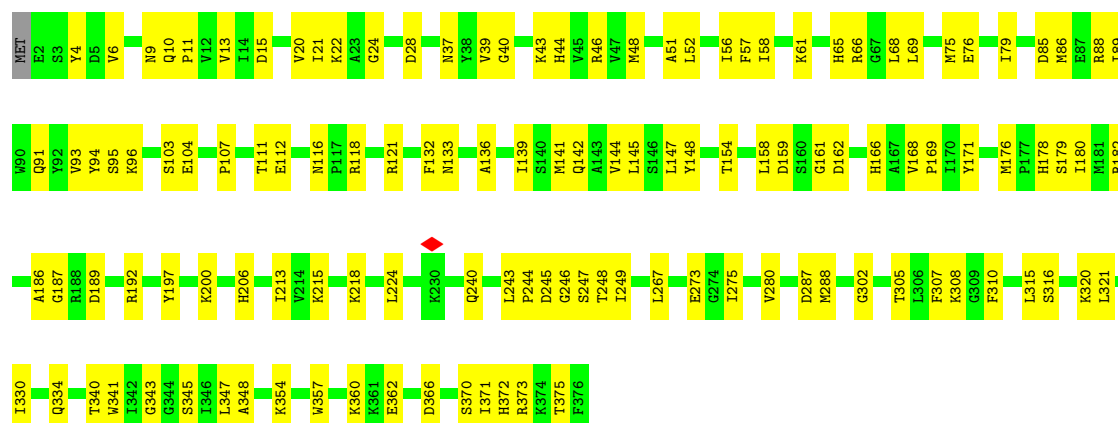 MET E2 S3 Y4 D5 V6 N9 Q10 P11 V12 V13 I14 D15 V20 I21 K22 A23 G24 D28 N37 Y38 V39 G40 K43 H44 V45 R46 V47 M48 A51 L52 I56 F57 I58 K61 H65 R66 G67 L68 L69 M75 E76 I79 D85 M86 E87 R88 I89
W90 Q91 Y92 V93 Y94 S95 K96 S103 E104 P107 T111 E112 N116 P117 R118 R121 F132 N133 A136 I139 S140 M141 Q142 A143 V144 L145 S146 L147 Y148 T154 L158 D159 S160 G161 D162 H166 A167 V168 P169 I170 Y171 M176 P177 H178 S179 I180 M181 R182
A186 G187 R188 D189 R192 Y197 K200 H206 I213 V214 K215 K218 L224 K230 Q240 L243 P244 D245 G246 S247 T248 I249 L267 E273 G274 I275 V280 D287 M288 G302 T305 L306 F307 K308 G309 F310 L315 S316 K320 L321
I330 Q334 T340 W341 I342 G343 G344 S345 I346 L347 A348 K354 W357 K360 K361 E362 D366 S370 I371 H372 R373 K374 T375 F376